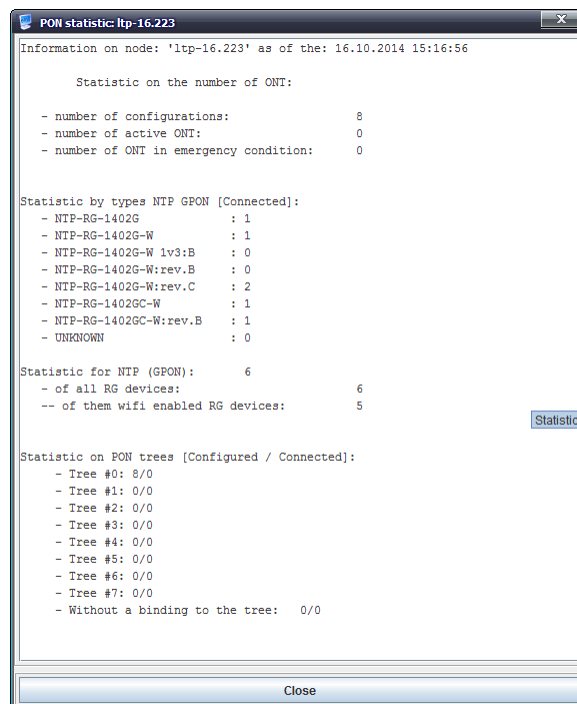 PON statistic: ltp-16.223
X
Information on node: 'ltp-16.223' as of the: 16.10.2014 15:16:56
Statistic on the number of ONT:
- number of configurations: 8
- number of active ONT: 0
- number of ONT in emergency condition: 0
Statistic by types NTP GPON [Connected]:
- NTP-RG-1402G : 1
- NTP-RG-1402G-W : 1
- NTP-RG-1402G-W 1v3:B : 0
- NTP-RG-1402G-W:rev.B : 0
- NTP-RG-1402G-W:rev.C : 2
- NTP-RG-1402GC-W : 1
- NTP-RG-1402GC-W:rev.B : 1
- UNKNOWN : 0
Statistic for NTP (GPON): 6
- of all RG devices: 6
-- of them wifi enabled RG devices: 5
Statistic
Statistic on PON trees [Configured / Connected]:
- Tree #0: 8/0
- Tree #1: 0/0
- Tree #2: 0/0
- Tree #3: 0/0
- Tree #4: 0/0
- Tree #5: 0/0
- Tree #6: 0/0
- Tree #7: 0/0
- Without a binding to the tree: 0/0
Close